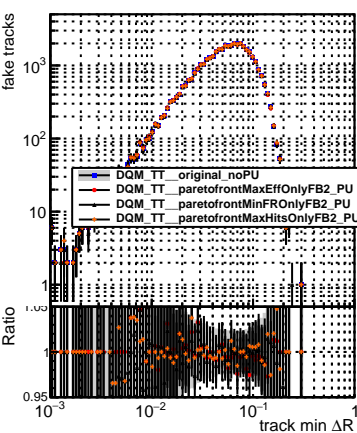 fake tracks
10³
10²
10
1
DQM_TT__original_noPU
DQM_TT__paretofrontMaxEffOnlyFB2_PU
DQM_TT__paretofrontMinFROnlyFB2_PU
DQM_TT__paretofrontMaxHitsOnlyFB2_PU
Ratio
1.05
1
0.95
10⁻³ 10⁻² 10⁻¹ 1
track min ΔR